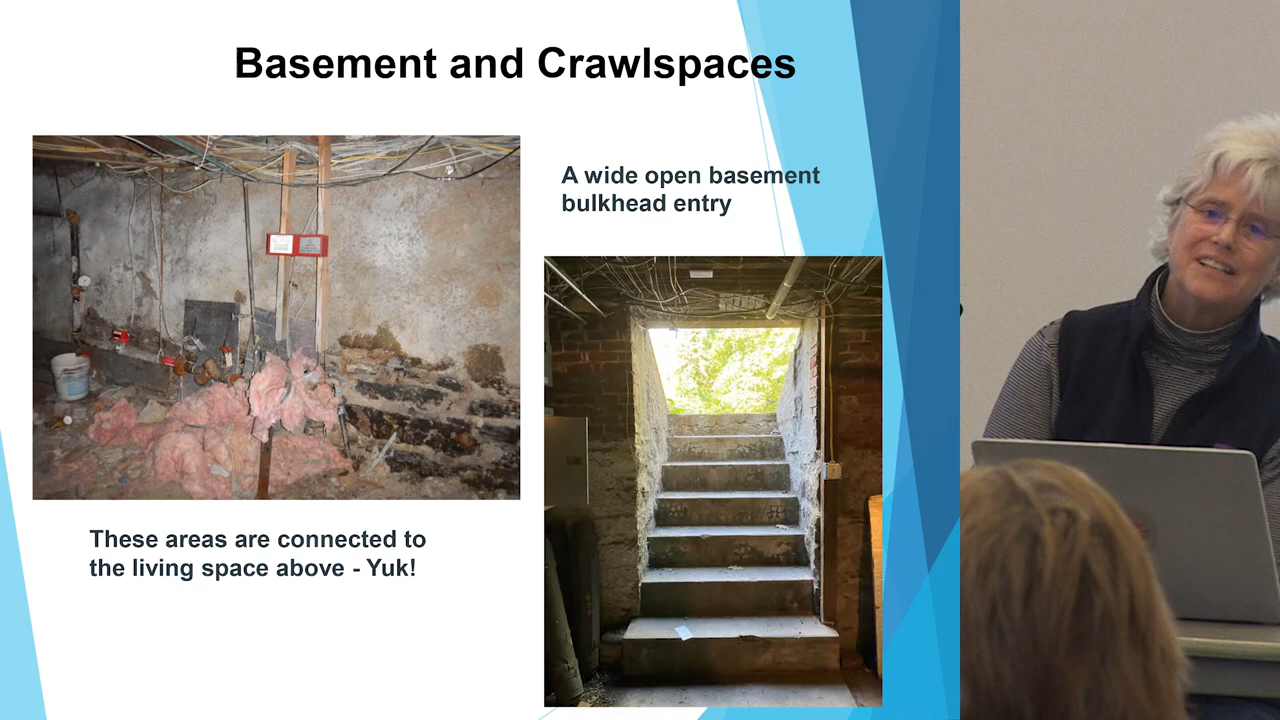 Basement and Crawlspaces
A wide open basement
bulkhead entry
These areas are connected to
the living space above - Yuk!